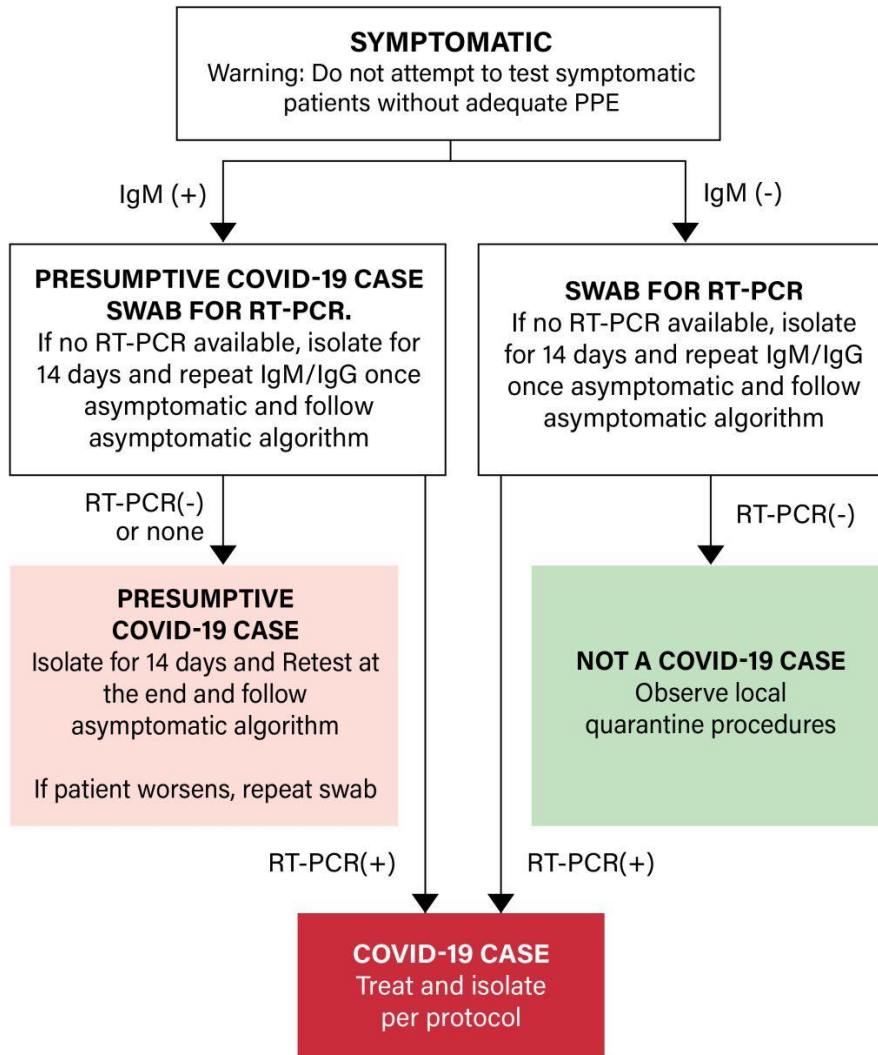 SYMPTOMATIC
Warning: Do not attempt to test symptomatic
patients without adequate PPE
IgM (+)
IgM (-)
PRESUMPTIVE COVID-19 CASE
SWAB FOR RT-PCR.
If no RT-PCR available, isolate for
14 days and repeat IgM/IgG once
asymptomatic and follow
asymptomatic algorithm
SWAB FOR RT-PCR
If no RT-PCR available, isolate
for 14 days and repeat IgM/IgG
once asymptomatic and follow
asymptomatic algorithm
RT-PCR(-)
or none
RT-PCR(-)
PRESUMPTIVE
COVID-19 CASE
Isolate for 14 days and Retest at
the end and follow
asymptomatic algorithm
If patient worsens, repeat swab
NOT A COVID-19 CASE
Observe local
quarantine procedures
RT-PCR(+)
RT-PCR(+)
COVID-19 CASE
Treat and isolate
per protocol